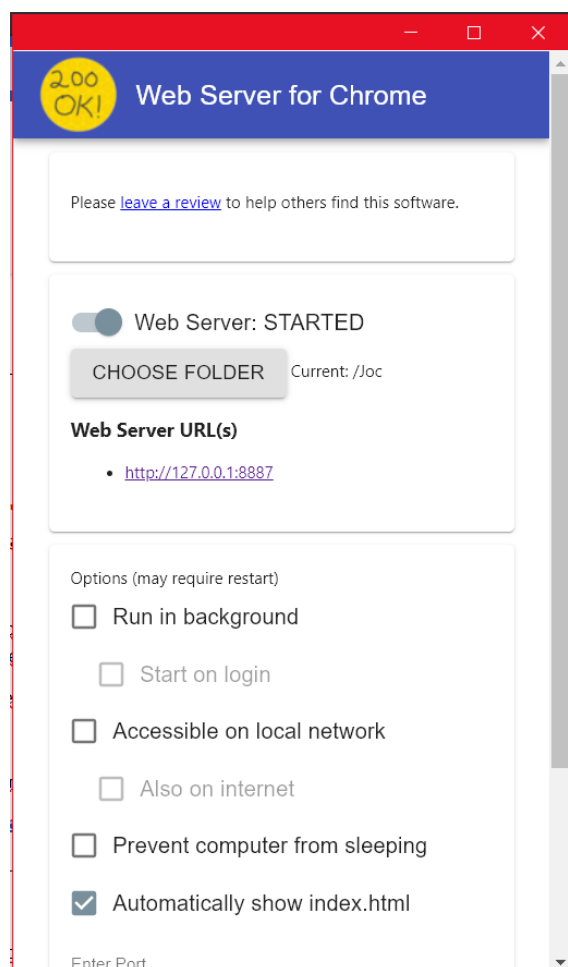 200
OK!
Web Server for Chrome
Please leave a review to help others find this software.
Web Server: STARTED
CHOOSE FOLDER Current: /Joc
Web Server URL(s)
• http://127.0.0.1:8887
Options (may require restart)
Run in background
Start on login
Accessible on local network
Also on internet
Prevent computer from sleeping
Automatically show index.html
Enter Port